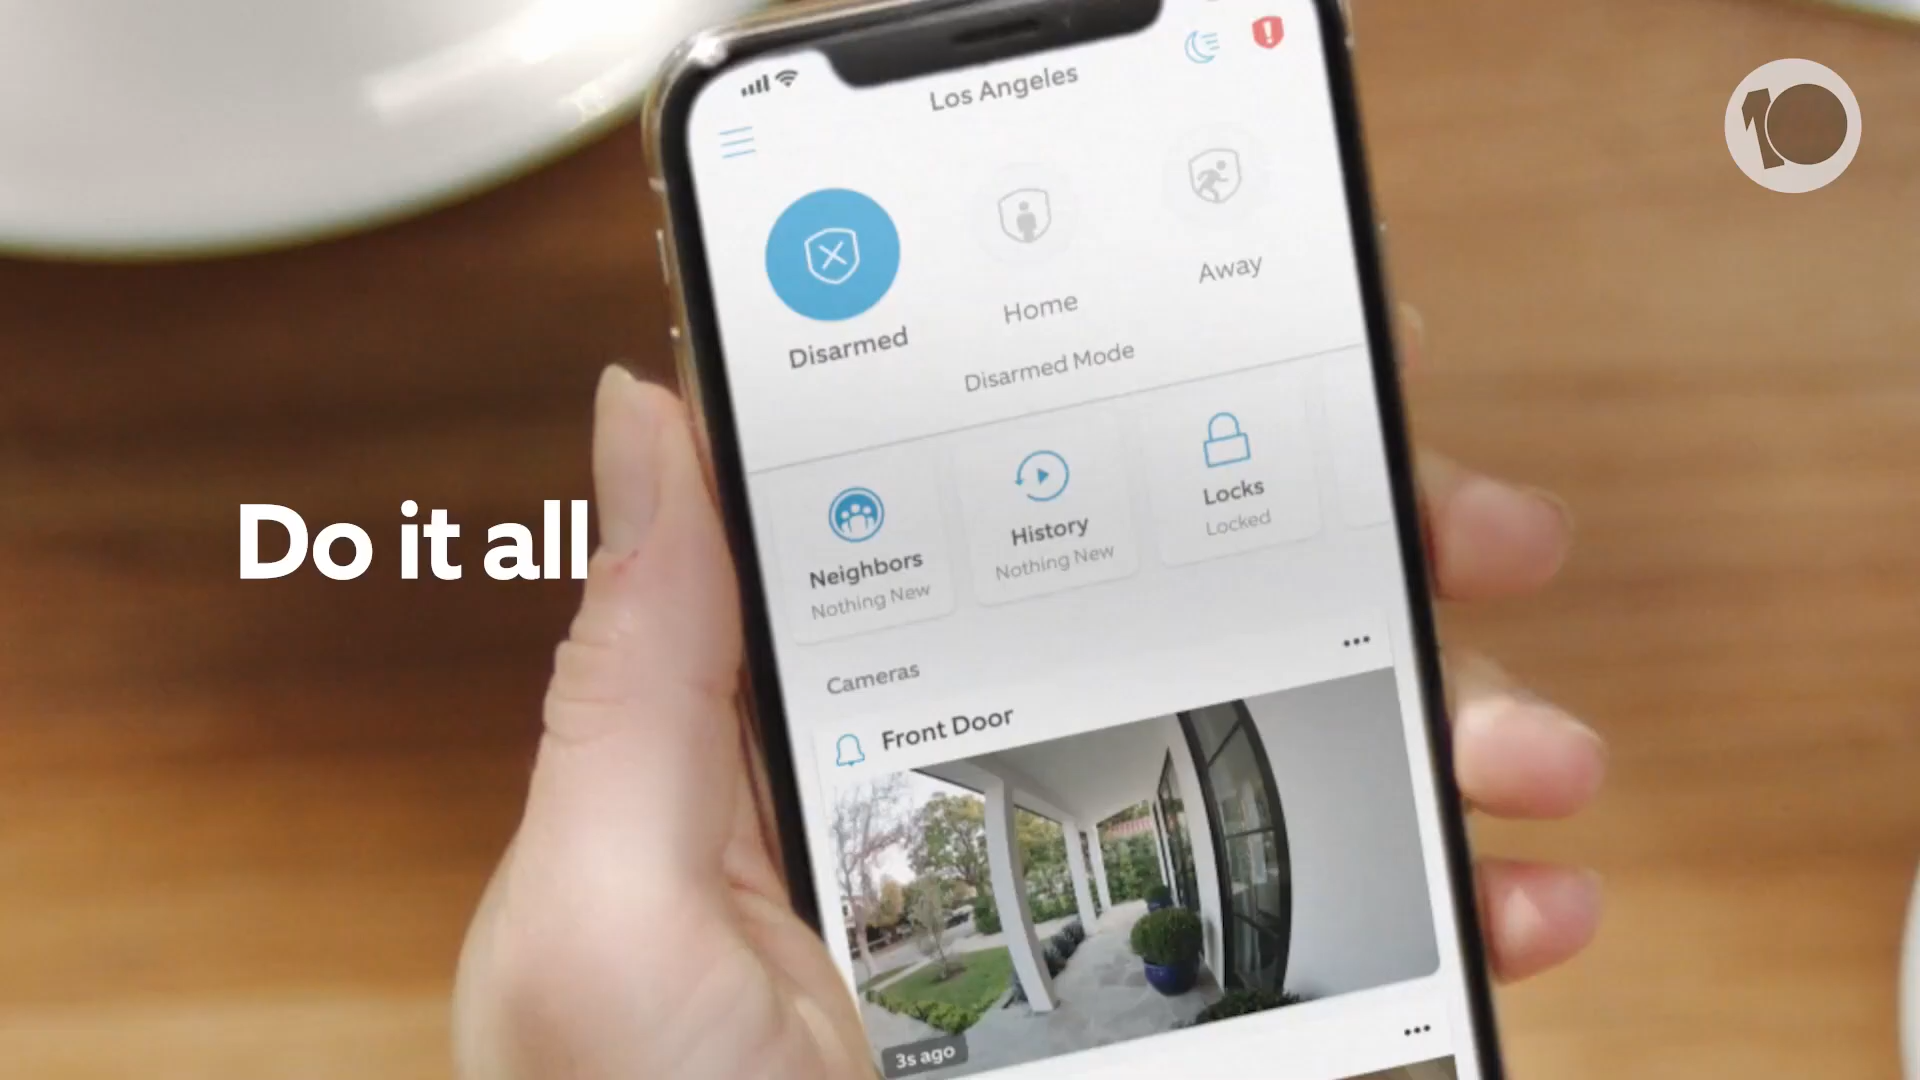 Los Angeles
Disarmed
Home
Away
Disarmed Mode
Neighbors
Nothing New
History
Nothing New
Locks
Locked
Do it all
Cameras
Front Door
3s ago
10